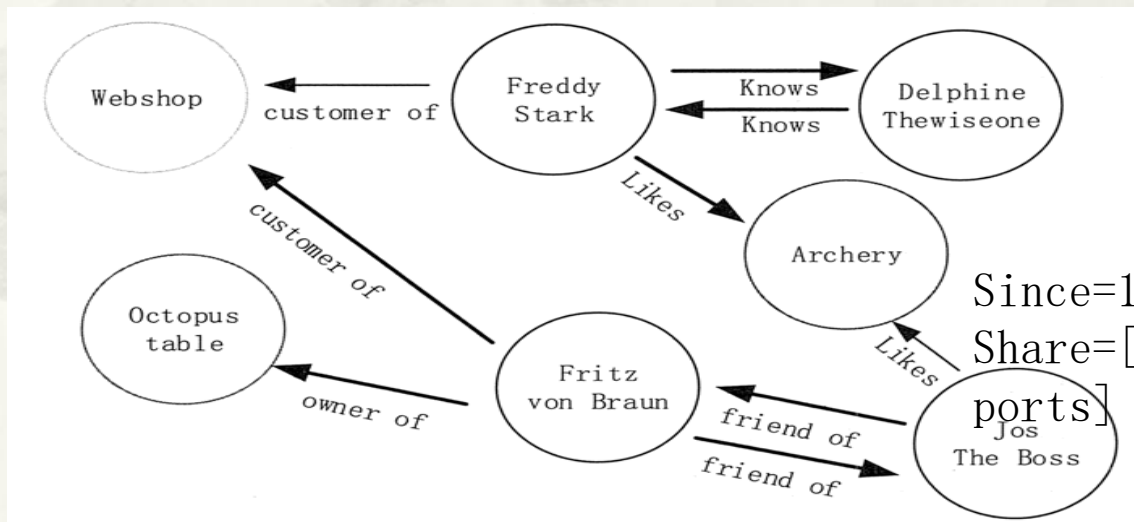 Webshop
customer of
Freddy
Stark
Knows
Knows
Delphine
Thewiseone
Likes
Archery
customer of
Octopus
table
owner of
Fritz
von Braun
Likes
friend of
friend of
Jos
The Boss
Since=1
Share=[
ports]